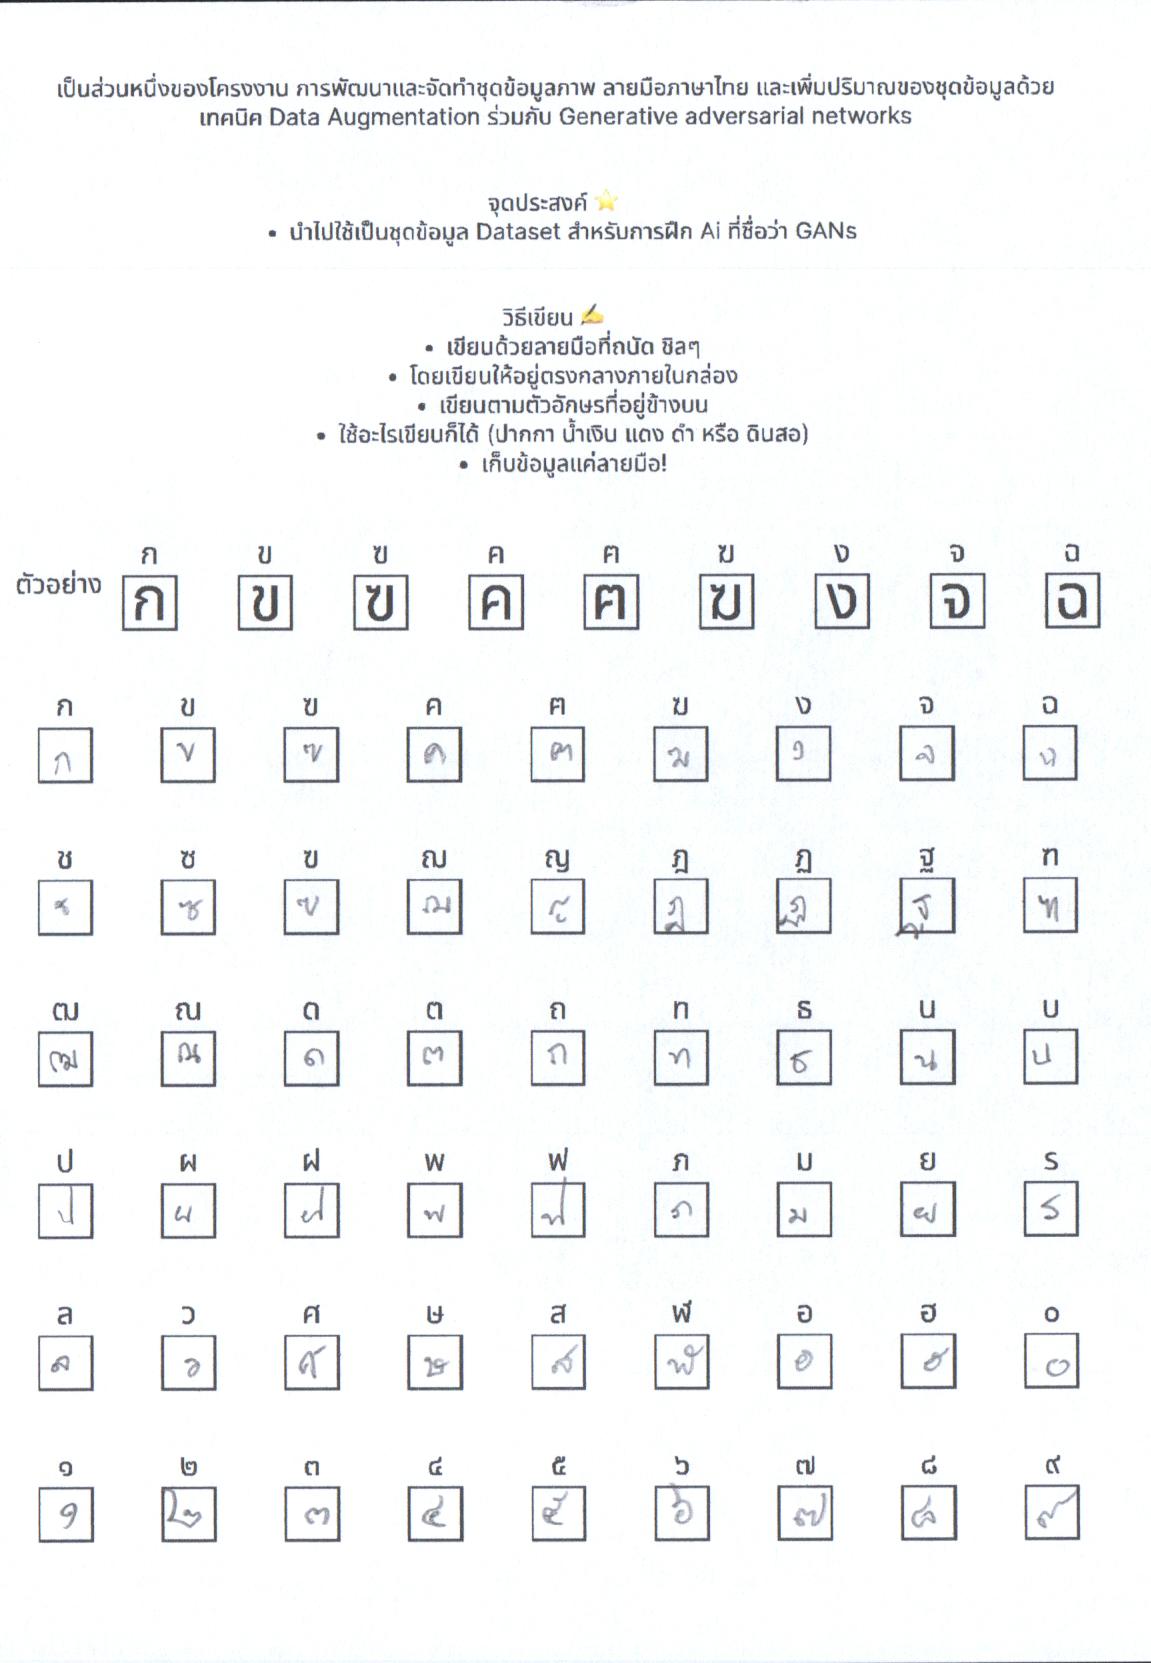 เป็นส่วนหนึ่งของโครงงาน การพัฒนาและจัดทำชุดข้อมูลภาพ ลายมือภาษาไทย และเพิ่มปริมาณของชุดข้อมูลด้วย
เทคนิค Data Augmentation ร่วมกับ Generative adversarial networks
จุดประสงค์ ⭐
• นำไปใช้เป็นชุดข้อมูล Dataset สำหรับการฝึก Ai ที่ชื่อว่า GANs
วิธีเขียน ✍
• เขียนด้วยลายมือที่ถนัด ชิลๆ
• โดยเขียนให้อยู่ตรงกลางภายในกล่อง
• เขียนตามตัวอักษรที่อยู่ข้างบน
• ใช้อะไรเขียนก็ได้ (ปากกา น้ำเงิน แดง ดำ หรือ ดินสอ)
• เก็บข้อมูลแค่ลายมือ!
ก ข ฃ ค ฅ ฆ ง จ ฉ
ตัวอย่าง ก ข ฃ ค ฅ ฆ ง จ ฉ
ก ข ฃ ค ฅ ฆ ง จ ฉ
ก ข ฃ ค ฅ ฆ ง จ ฉ
ช ซ ฃ ฌ ญ ฎ ฏ ฐ ฑ
ช ซ ฃ ฌ ฎ ฏ ฐ ฑ
ฒ ณ ด ต ถ ท ธ น บ
ฒ ณ ด ต ถ ท ธ น บ
ป ผ ฝ พ ฟ ภ ม ย ร
ป ผ ฝ พ ฟ ภ ม ย ร
ล ว ศ ษ ส ฬ อ ฮ ๐
ล ว ศ ษ ส ฬ อ ฮ ๐
๑ ๒ ๓ ๔ ๕ ๖ ๗ ๘ ๙
๑ ๒ ๓ ๔ ๕ ๖ ๗ ๘ ๙